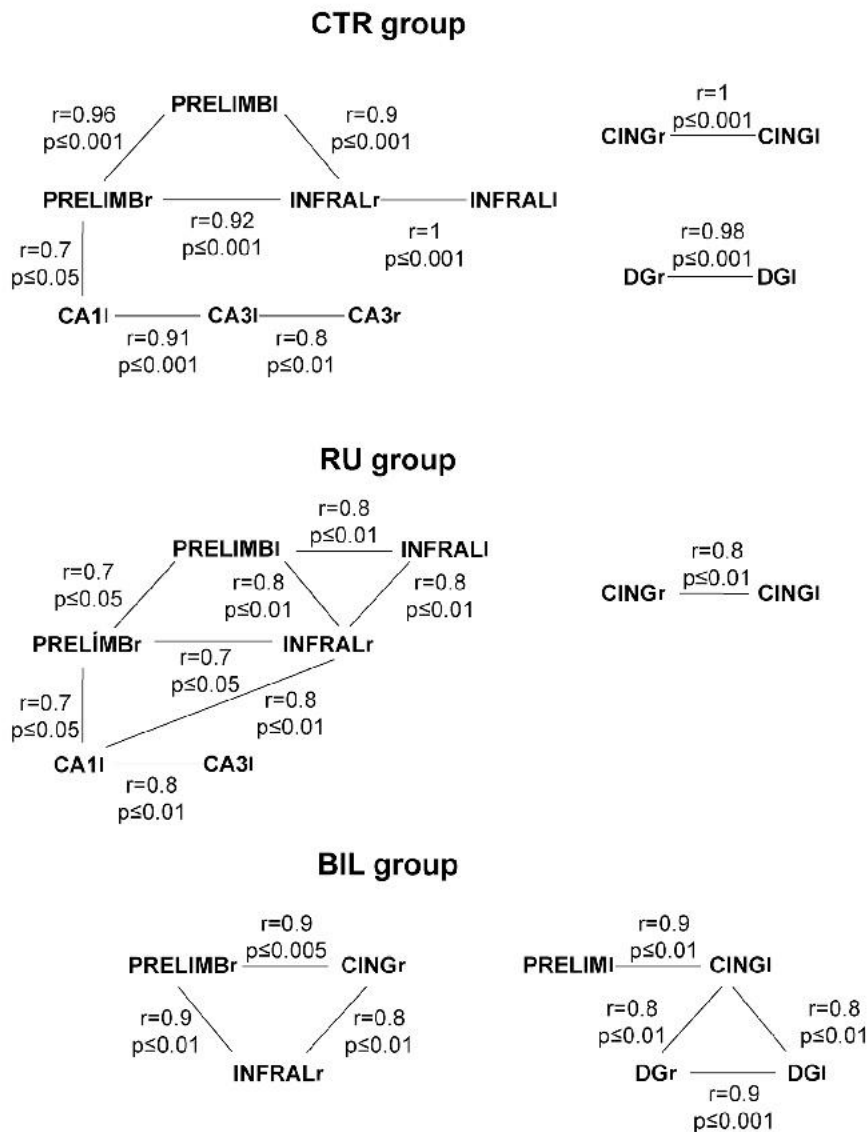 CTR group
r=0.96
p≤0.001
PRELIMBl
r=0.9
p≤0.001
r=1
p≤0.001
CINGr
CINGl
PRELIMBr
r=0.92
p≤0.001
INFRALr
r=1
p≤0.001
INFRALl
r=0.98
p≤0.001
DGr
DGl
r=0.7
p≤0.05
CA1l
r=0.91
p≤0.001
CA3l
r=0.8
p≤0.01
CA3r
RU group
r=0.8
p≤0.01
PRELIMBl
INFRALl
r=0.7
p≤0.05
r=0.8
p≤0.01
r=0.8
p≤0.01
r=0.8
p≤0.01
CINGr
CINGl
PRELÍMBr
r=0.7
p≤0.05
INFRALr
r=0.7
p≤0.05
r=0.8
p≤0.01
CA1l
r=0.8
p≤0.01
CA3l
BIL group
r=0.9
p≤0.005
PRELIMBr
CINGr
r=0.9
p≤0.01
r=0.8
p≤0.01
INFRALr
r=0.9
p≤0.01
PRELIMl
CINGl
r=0.8
p≤0.01
r=0.8
p≤0.01
DGr
DGl
r=0.9
p≤0.001